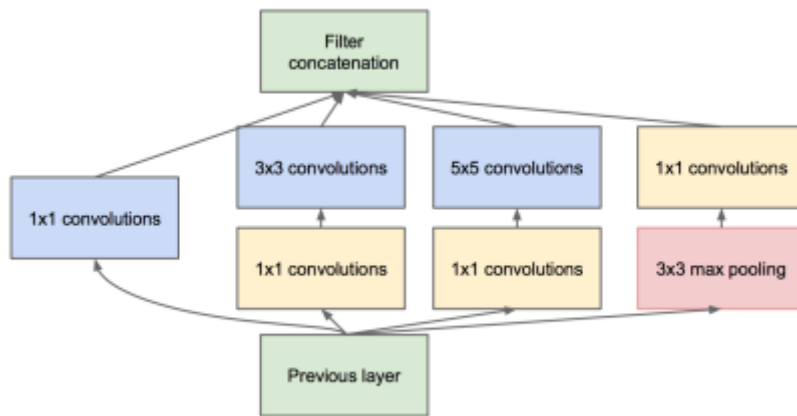 Filter
concatenation
3x3 convolutions
5x5 convolutions
1x1 convolutions
1x1 convolutions
1x1 convolutions
1x1 convolutions
3x3 max pooling
Previous layer